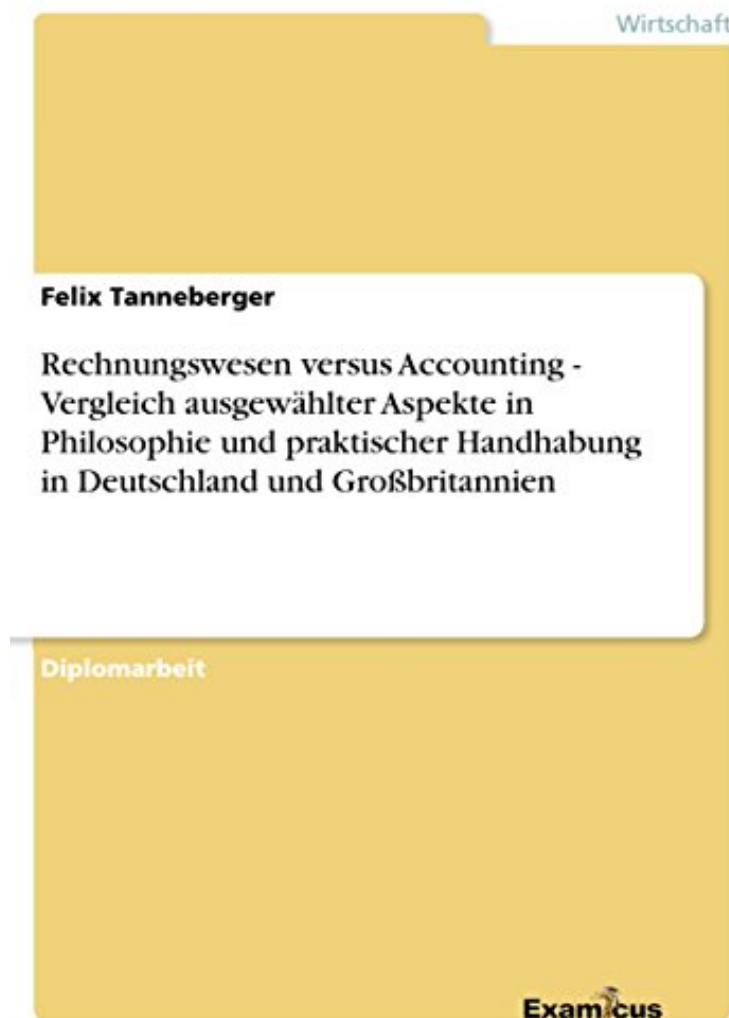 Wirtschaft
Felix Tanneberger
Rechnungswesen versus Accounting -
Vergleich ausgewählter Aspekte in
Philosophie und praktischer Handhabung
in Deutschland und Großbritannien
Diplomarbeit
Examicus